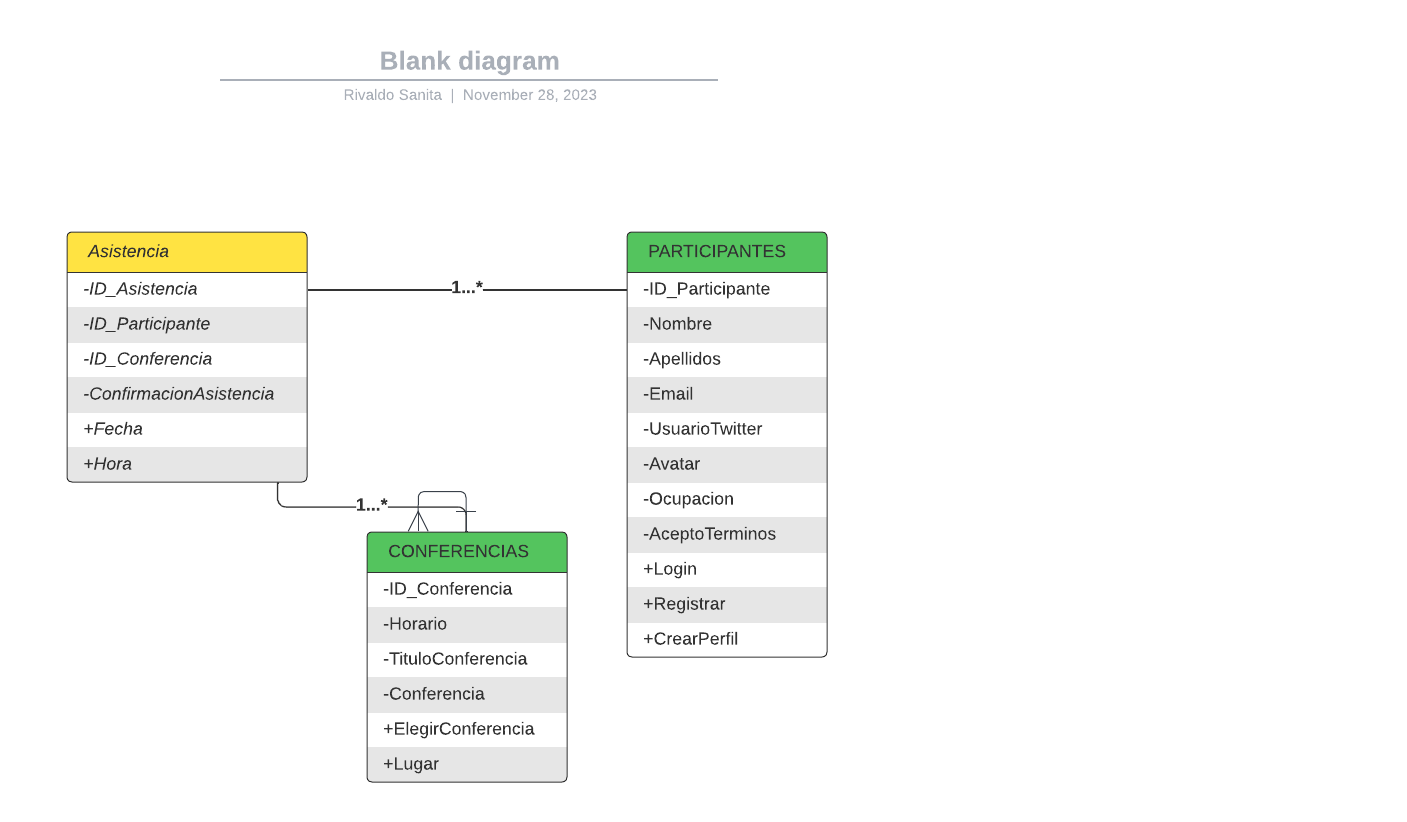 Blank diagram
Rivaldo Sanita | November 28, 2023
Asistencia
-ID_Asistencia
-ID_Participante
-ID_Conferencia
-ConfirmacionAsistencia
+Fecha
+Hora
1...*
PARTICIPANTES
-ID_Participante
-Nombre
-Apellidos
-Email
-UsuarioTwitter
-Avatar
-Ocupacion
-AceptoTerminos
+Login
+Registrar
+CrearPerfil
1...*
CONFERENCIAS
-ID_Conferencia
-Horario
-TituloConferencia
-Conferencia
+ElegirConferencia
+Lugar